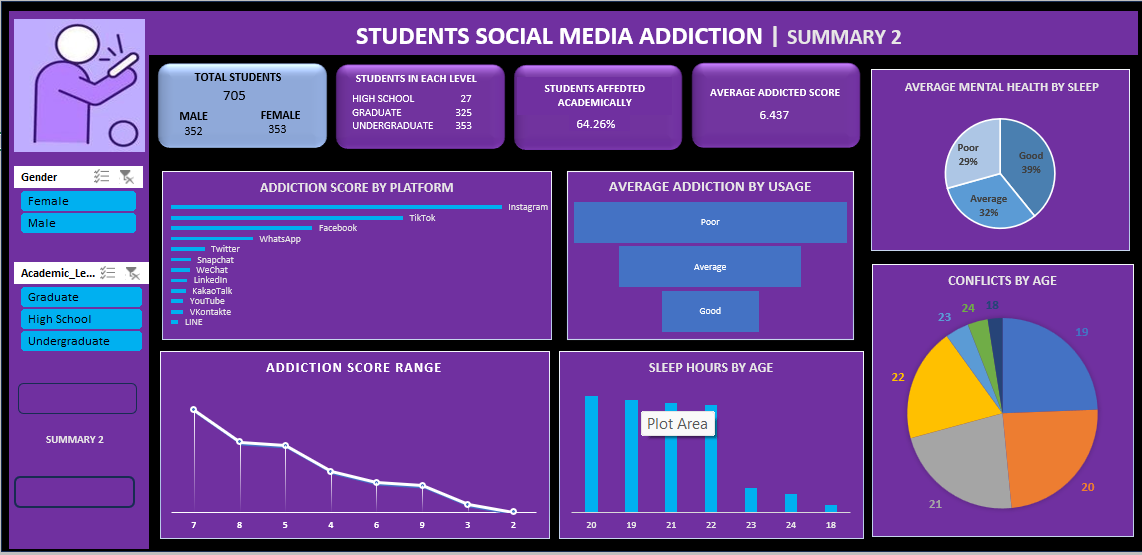 STUDENTS SOCIAL MEDIA ADDICTION | SUMMARY 2
TOTAL STUDENTS
705
MALE FEMALE
352 353
STUDENTS IN EACH LEVEL
HIGH SCHOOL 27
GRADUATE 325
UNDERGRADUATE 353
STUDENTS AFFEDTED
ACADEMICALLY
64.26%
AVERAGE ADDICTED SCORE
6.437
AVERAGE MENTAL HEALTH BY SLEEP
Poor
29%
Good
39%
Average
32%
Gender
Female
Male
Academic_Le...
Graduate
High School
Undergraduate
SUMMARY 2
ADDICTION SCORE BY PLATFORM
Instagram
TikTok
Facebook
WhatsApp
Twitter
Snapchat
WeChat
LinkedIn
KakaoTalk
YouTube
VKontakte
LINE
AVERAGE ADDICTION BY USAGE
Poor
Average
Good
CONFLICTS BY AGE
18
24
23
19
22
20
21
ADDICTION SCORE RANGE
7 8 5 4 6 9 3 2
SLEEP HOURS BY AGE
Plot Area
20 19 21 22 23 24 18